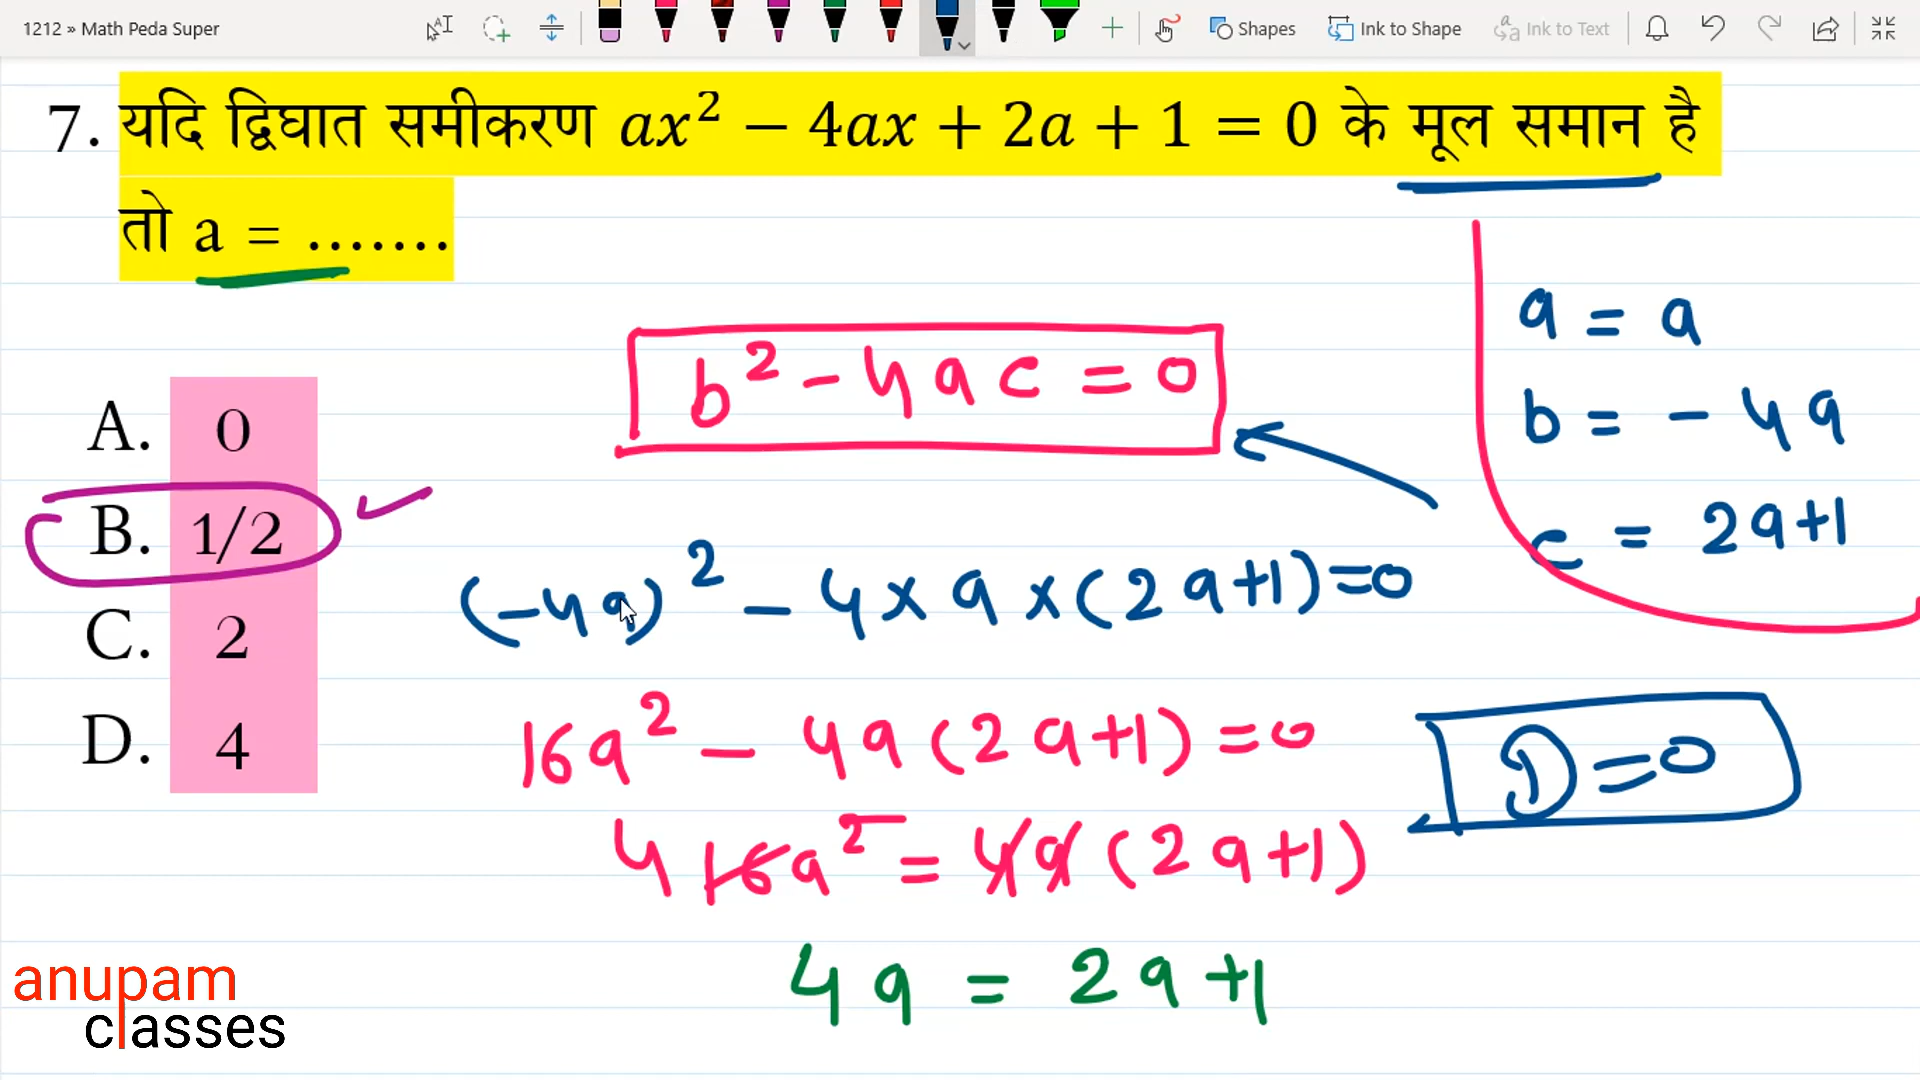 1212 » Math Peda Super
Shapes
Ink to Shape
Ink to Text
7. यदि द्विघात समीकरण ax² − 4ax + 2a + 1 = 0 के मूल समान है
तो a = .......
a = a
b² - 4ac = 0
b = - 4a
A. 0
B. 1/2
c = 2a+1
(-4a)² - 4×a×(2a+1)=0
C. 2
16a² - 4a(2a+1)=0
D. 4
D=0
4 16a² = 4a(2a+1)
4a = 2a+1
anupam
classes